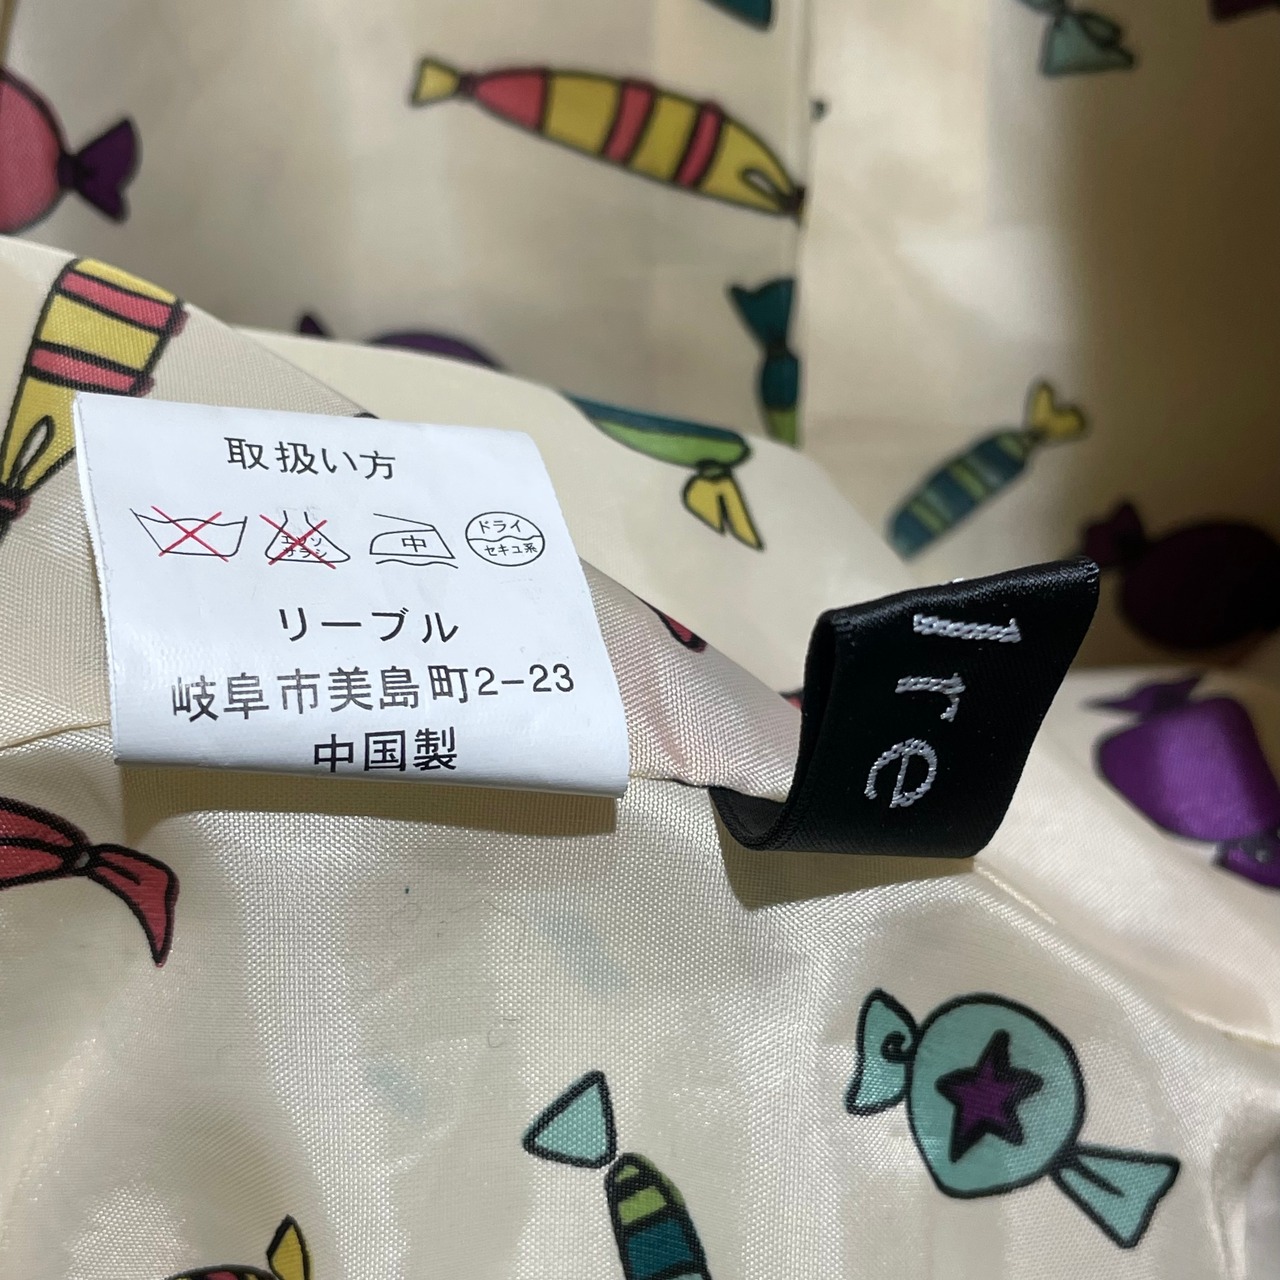 取扱い方
エンソ
サラシ
中
ドライ
セキユ系
リーブル
岐阜市美島町2-23
中国製
lre